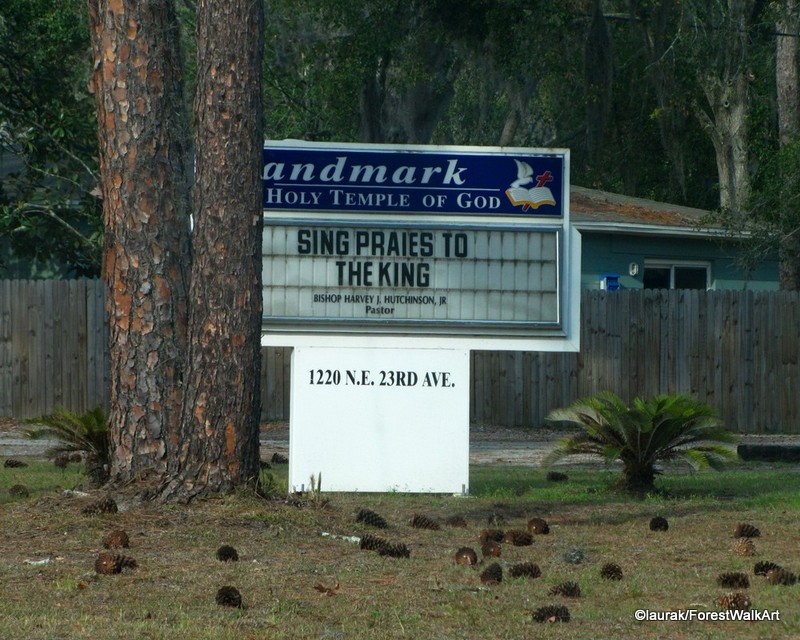 andmark
HOLY TEMPLE OF GOD
SING PRAIES TO
THE KING
BISHOP HARVEY J. HUTCHINSON, JR
Pastor
1220 N.E. 23RD AVE.
©laurak/ForestWalkArt